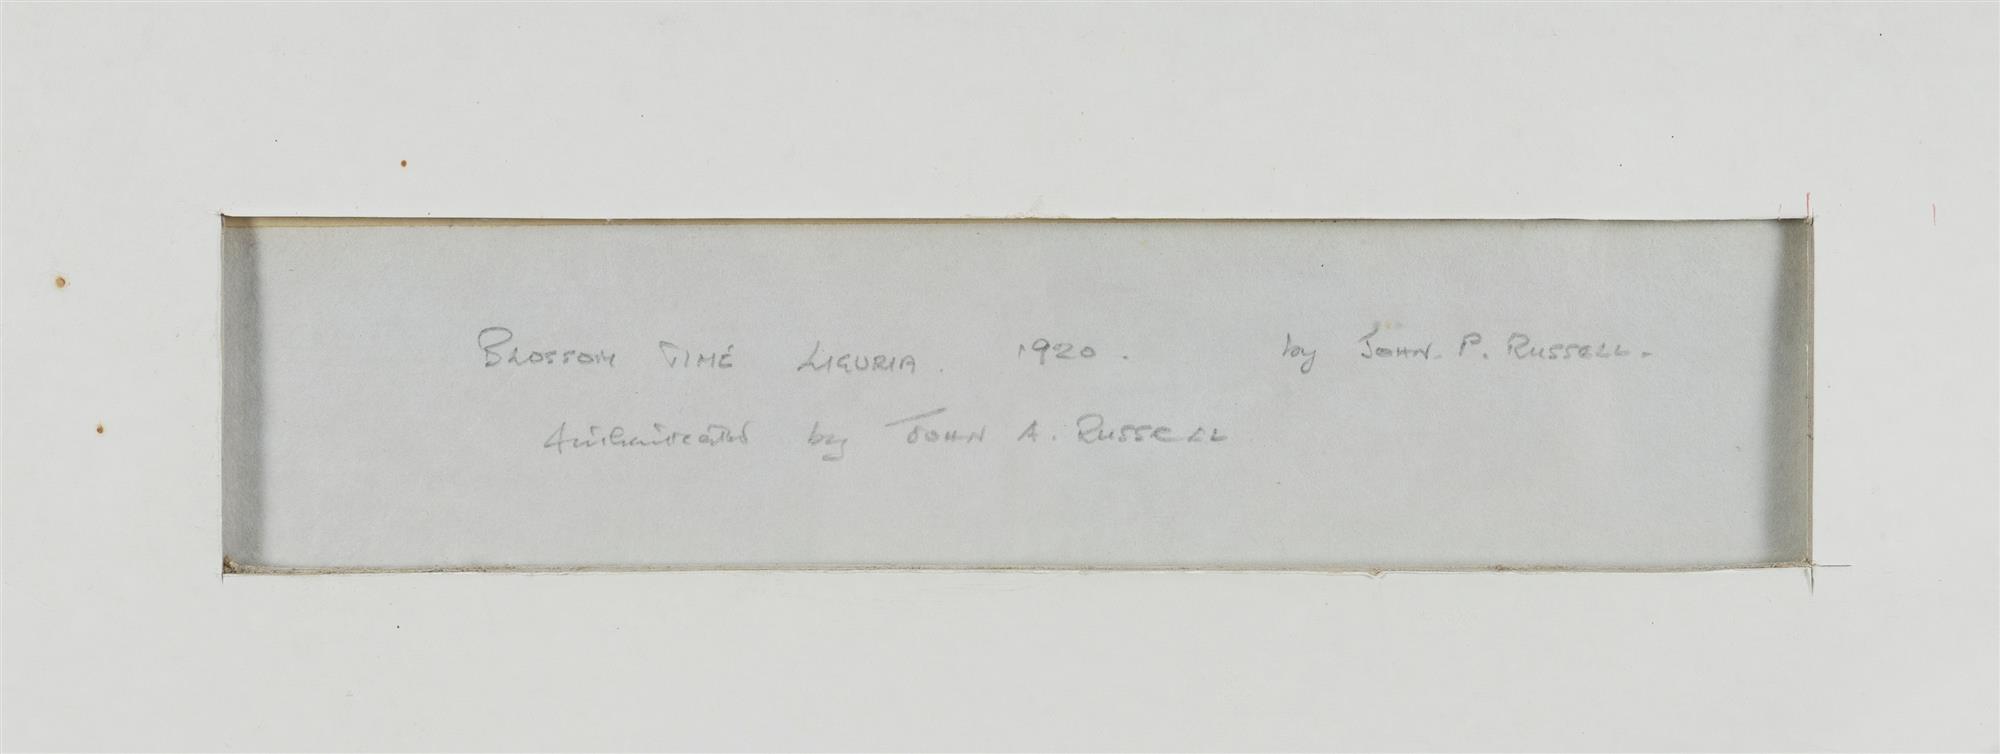 BLOSSOM TIME LIGURIA. 1920. by JOHN. P. RUSSELL.
Authenticated by JOHN A. RUSSELL